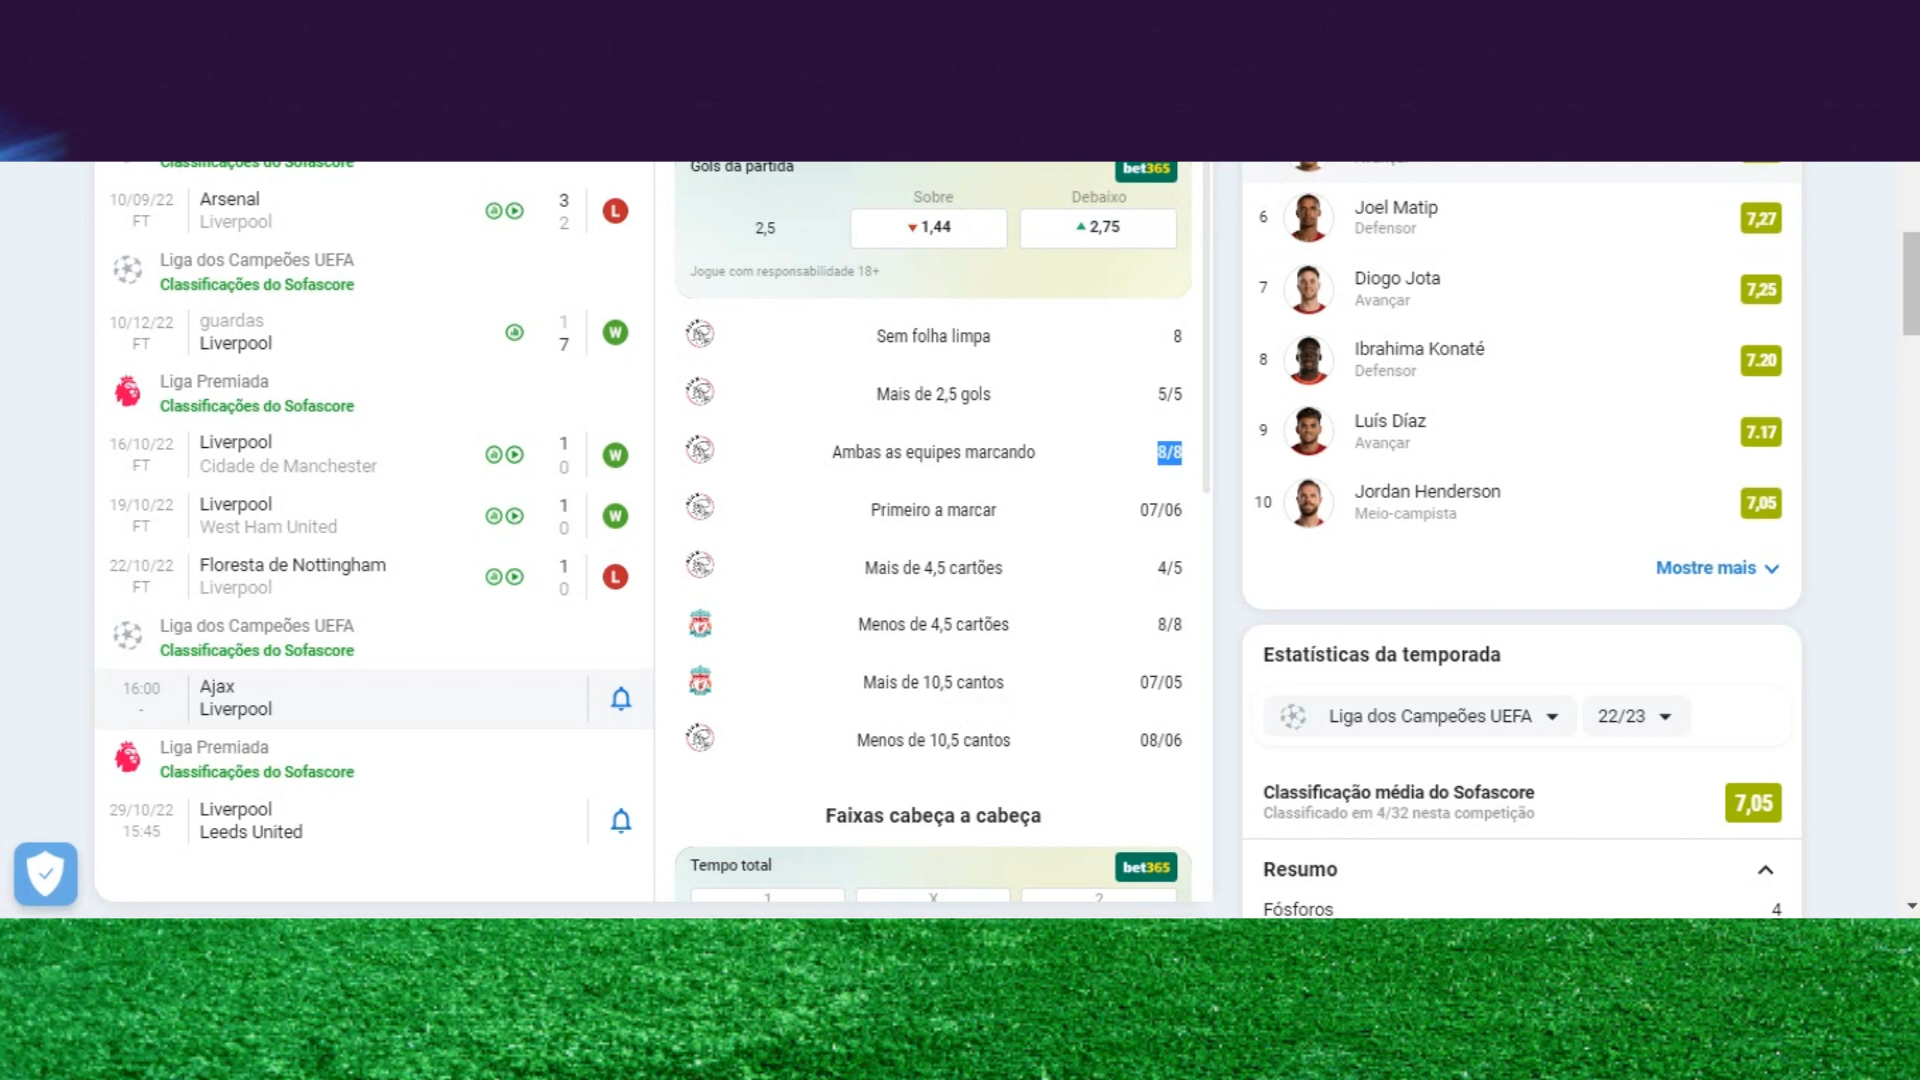 Classificações do Sofascore
10/09/22
FT
Arsenal
Liverpool
3
2
L
Liga dos Campeões UEFA
Classificações do Sofascore
10/12/22
FT
guardas
Liverpool
1
7
W
Liga Premiada
Classificações do Sofascore
16/10/22
FT
Liverpool
Cidade de Manchester
1
0
W
19/10/22
FT
Liverpool
West Ham United
1
0
W
22/10/22
FT
Floresta de Nottingham
Liverpool
1
0
L
Liga dos Campeões UEFA
Classificações do Sofascore
16:00
-
Ajax
Liverpool
Liga Premiada
Classificações do Sofascore
29/10/22
15:45
Liverpool
Leeds United
Gols da partida
bet365
Sobre
Debaixo
2,5
1,44
2,75
Jogue com responsabilidade 18+
Sem folha limpa 8
Mais de 2,5 gols 5/5
Ambas as equipes marcando 8/8
Primeiro a marcar 07/06
Mais de 4,5 cartões 4/5
Menos de 4,5 cartões 8/8
Mais de 10,5 cantos 07/05
Menos de 10,5 cantos 08/06
Faixas cabeça a cabeça
Tempo total
bet365
1 X 2
Avançar
6 Joel Matip 7,27
Defensor
7 Diogo Jota 7,25
Avançar
8 Ibrahima Konaté 7.20
Defensor
9 Luís Díaz 7.17
Avançar
10 Jordan Henderson 7,05
Meio-campista
Mostre mais
Estatísticas da temporada
Liga dos Campeões UEFA 22/23
Classificação média do Sofascore 7,05
Classificado em 4/32 nesta competição
Resumo
Fósforos 4